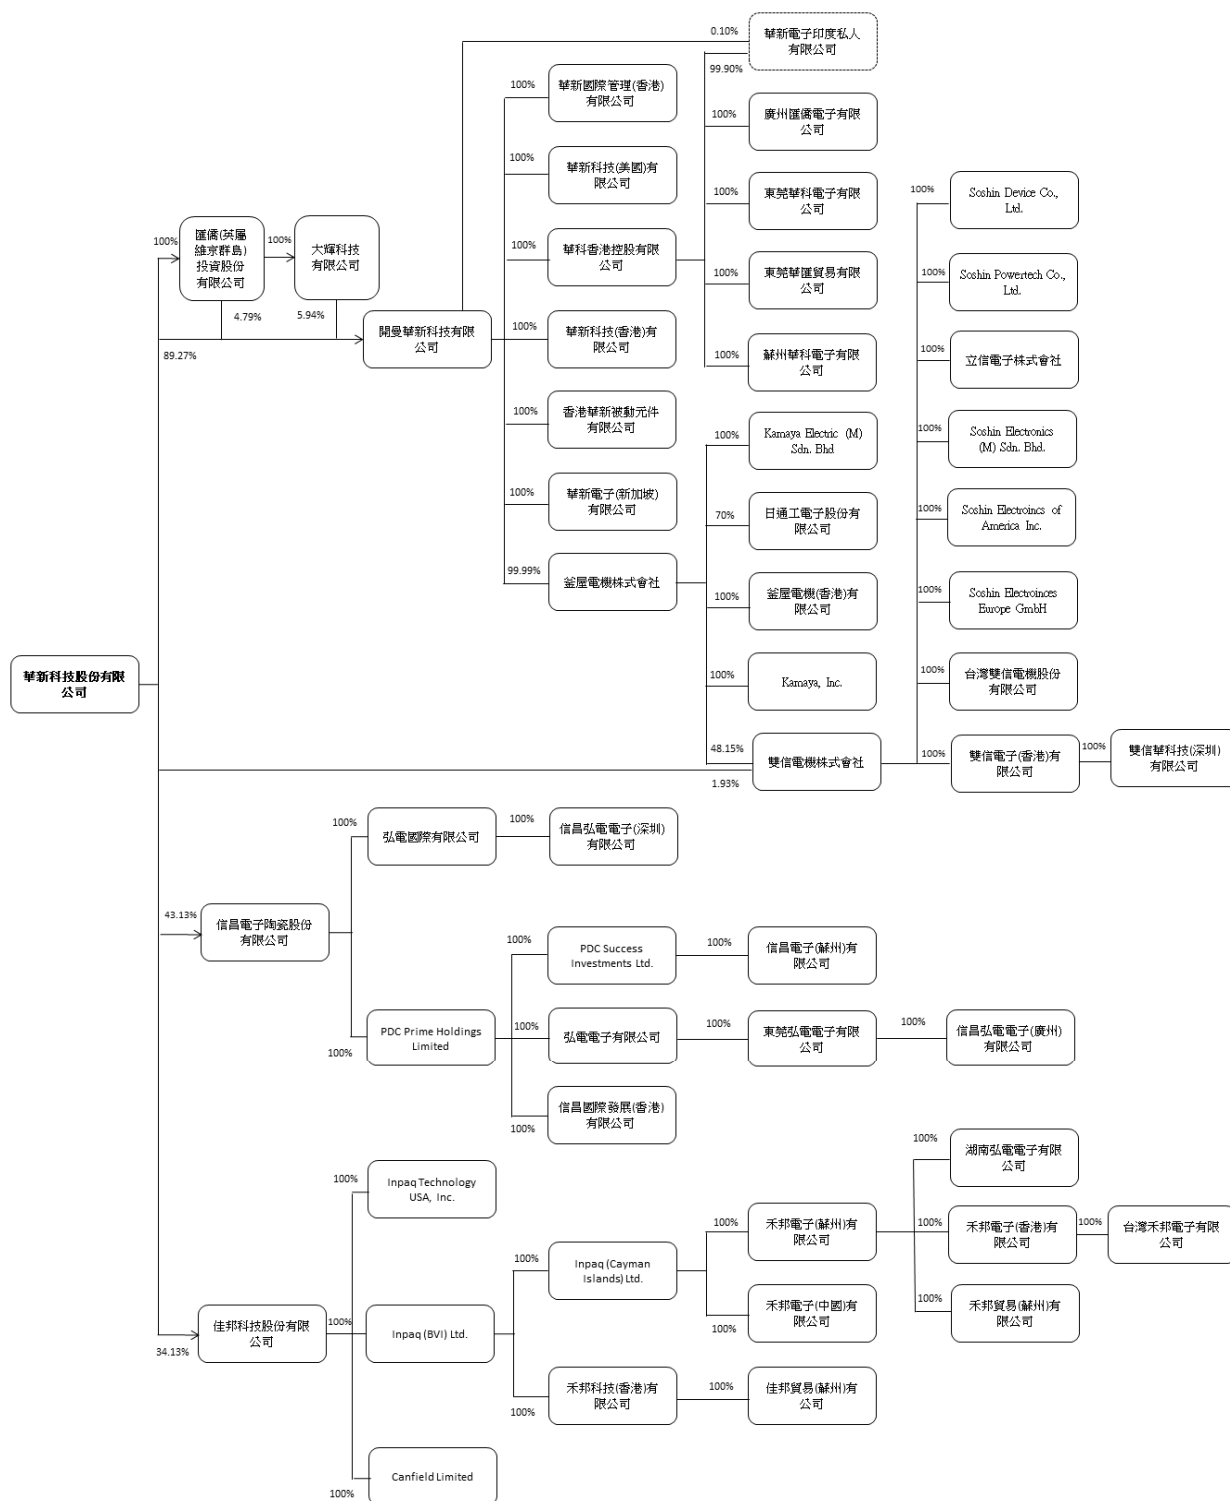 0.10%
華新電子印度私人
有限公司
99.90%
100%
華新國際管理(香港)
有限公司
100%
廣州匯僑電子有限
公司
100%
華新科技(美國)有
限公司
100%
東莞華科電子有限
公司
100%
Soshin Device Co.,
Ltd.
100%
匯僑(英屬
維京群島)
投資股份
有限公司
100%
大輝科技
有限公司
100%
華科香港控股有限
公司
100%
東莞華匯貿易有限
公司
100%
Soshin Powertech Co.,
Ltd.
4.79%
5.94%
89.27%
開曼華新科技有限
公司
100%
華新科技(香港)有
限公司
100%
蘇州華科電子有限
公司
100%
立信電子株式會社
100%
香港華新被動元件
有限公司
100%
Kamaya Electric (M)
Sdn. Bhd
100%
Soshin Electronics
(M) Sdn. Bhd.
100%
華新電子(新加坡)
有限公司
70%
日通工電子股份有
限公司
100%
Soshin Electroincs of
America Inc.
99.99%
釜屋電機株式會社
100%
釜屋電機(香港)有
限公司
100%
Soshin Electroinces
Europe GmbH
華新科技股份有限
公司
100%
Kamaya, Inc.
100%
台灣雙信電機股份
有限公司
48.15%
雙信電機株式會社
1.93%
100%
雙信電子(香港)有
限公司
100%
雙信華科技(深圳)
有限公司
100%
弘電國際有限公司
100%
信昌弘電電子(深圳)
有限公司
43.13%
信昌電子陶瓷股份
有限公司
100%
PDC Success
Investments Ltd.
100%
信昌電子(蘇州)有
限公司
100%
PDC Prime Holdings
Limited
100%
弘電電子有限公司
100%
東莞弘電電子有限
公司
100%
信昌弘電電子(廣州)
有限公司
100%
信昌國際發展(香港)
有限公司
100%
Inpaq Technology
USA, Inc.
100%
湖南弘電電子有限
公司
100%
禾邦電子(蘇州)有
限公司
100%
禾邦電子(香港)有
限公司
100%
台灣禾邦電子有限
公司
100%
Inpaq (Cayman
Islands) Ltd.
100%
禾邦電子(中國)有
限公司
100%
禾邦貿易(蘇州)有
限公司
34.13%
佳邦科技股份有限
公司
100%
Inpaq (BVI) Ltd.
100%
禾邦科技(香港)有
限公司
100%
佳邦貿易(蘇州)有
公司
100%
Canfield Limited